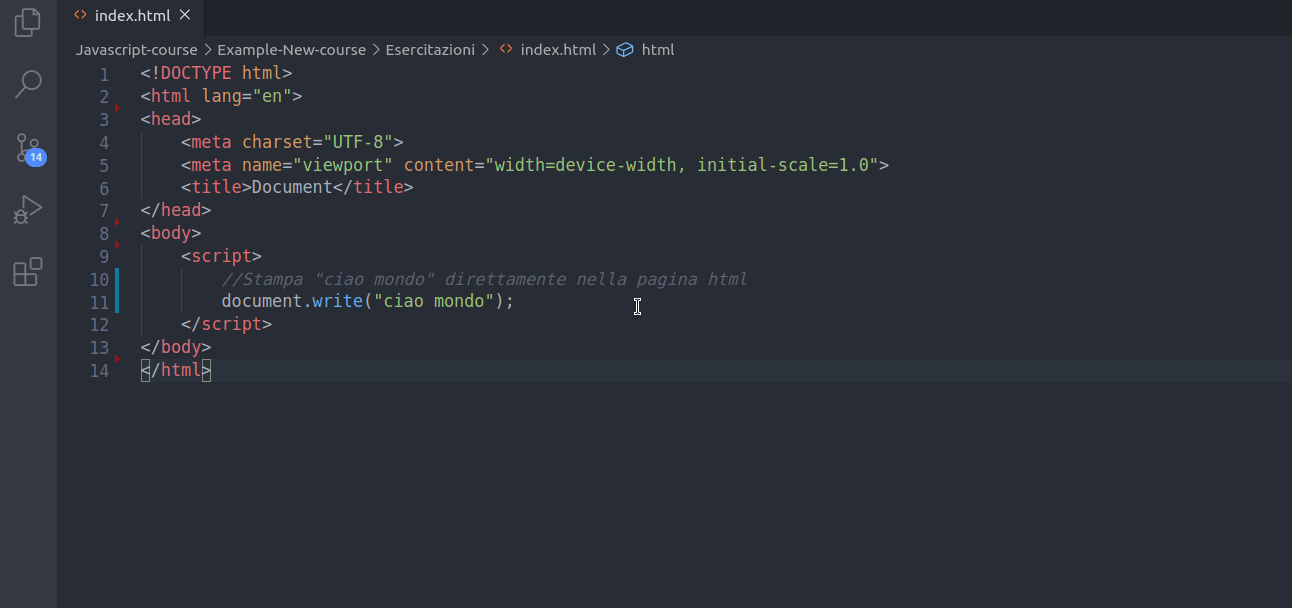 index.html
Javascript-course > Example-New-course > Esercitazioni > index.html > html
1 <!DOCTYPE html>
2 <html lang="en">
3 <head>
4     <meta charset="UTF-8">
5     <meta name="viewport" content="width=device-width, initial-scale=1.0">
6     <title>Document</title>
7 </head>
8 <body>
9     <script>
10         //Stampa "ciao mondo" direttamente nella pagina html
11         document.write("ciao mondo");
12     </script>
13 </body>
14 </html>
14